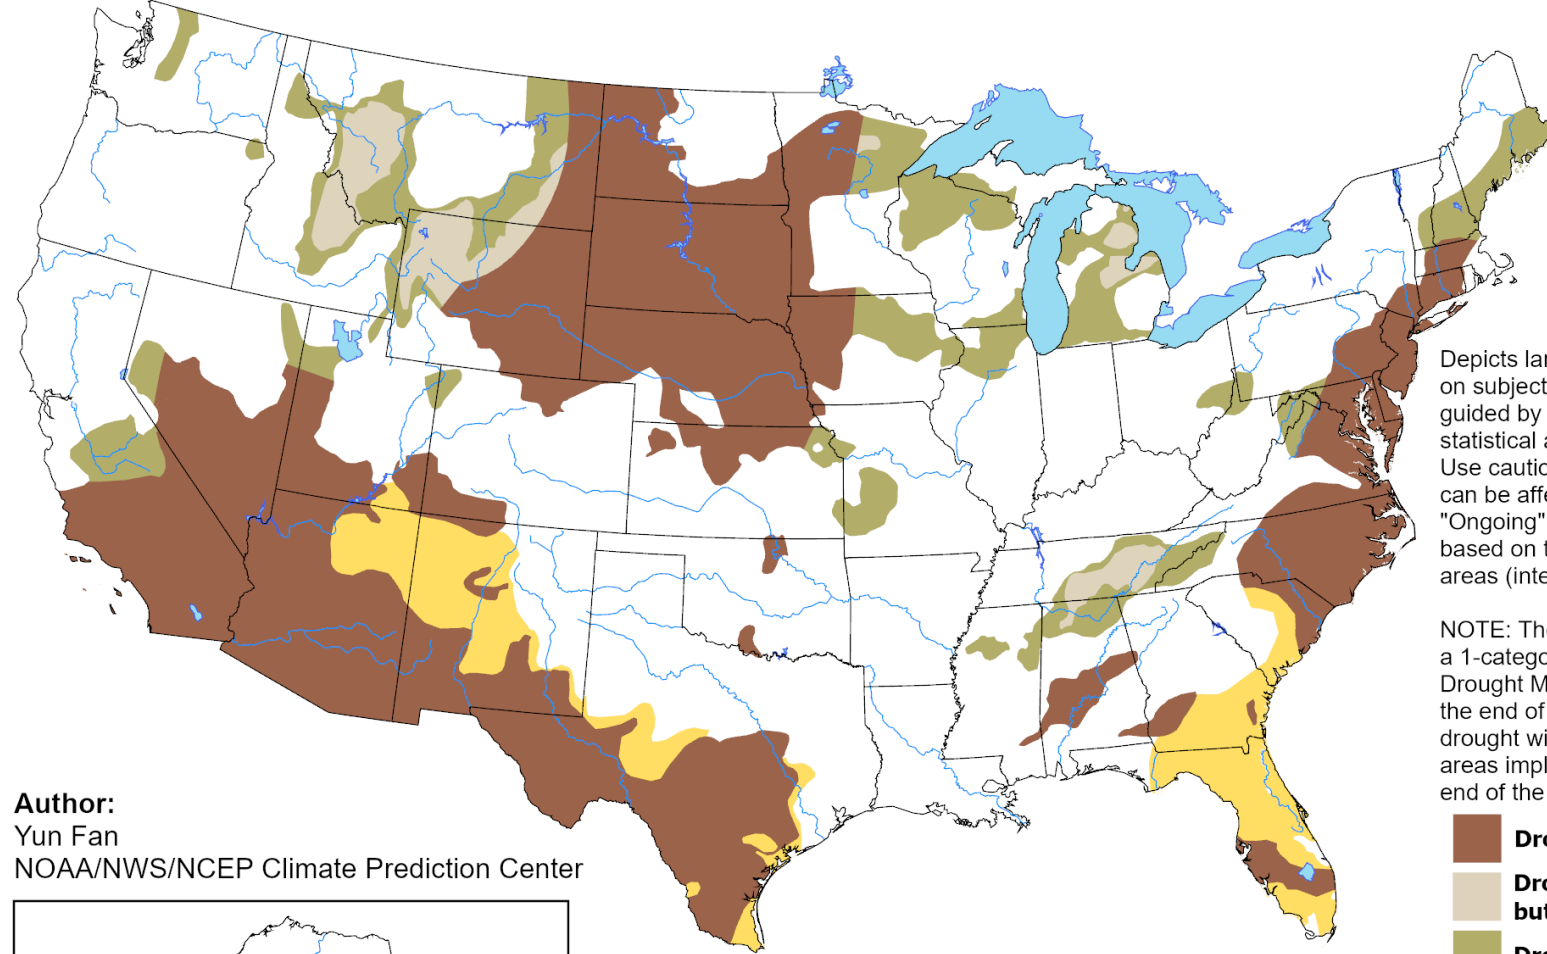 Depicts lar
on subject
guided by
statistical a
Use cautio
can be affe
"Ongoing"
based on t
areas (inte
NOTE: The
a 1-catego
Drought M
the end of
drought wi
areas impl
end of the
Author:
Yun Fan
NOAA/NWS/NCEP Climate Prediction Center
Dro
Dro
but
Dro